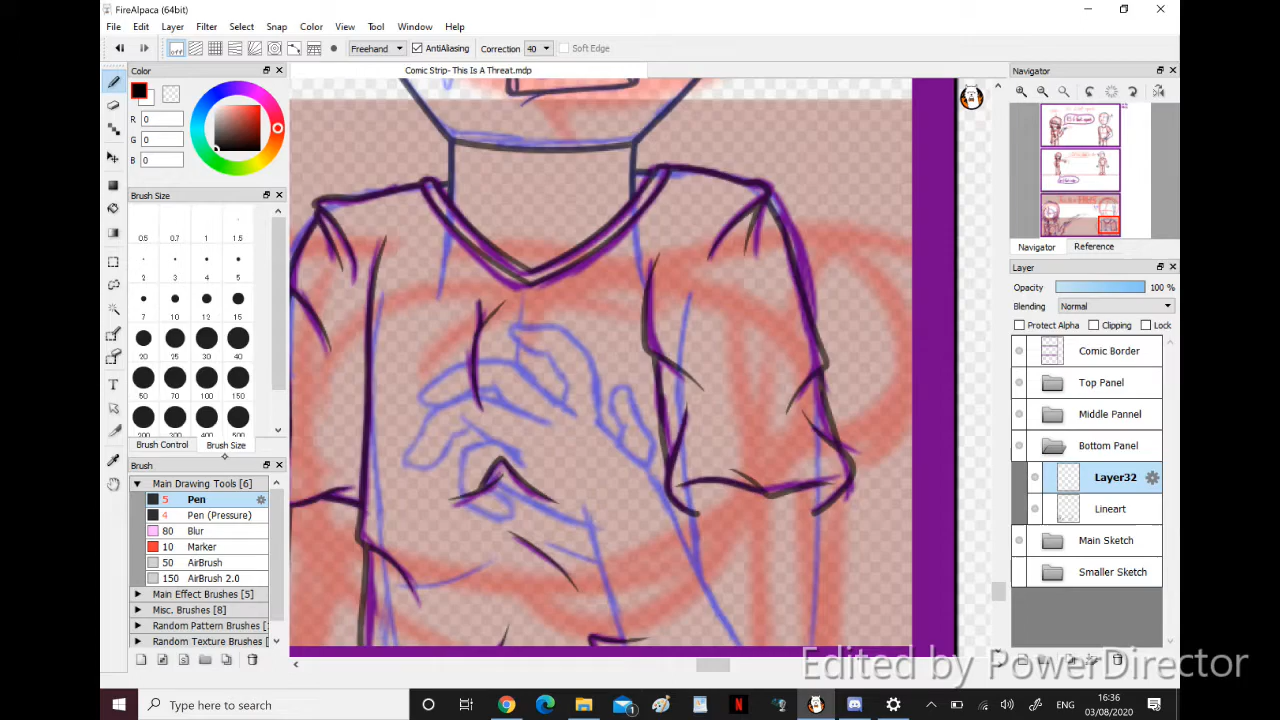 FireAlpaca (64bit)
File Edit Select Layer Filter Select Snap Color View Tool Window Help
off Freehand AntiAliasing Correction 40 Soft Edge
Color
Comic Strip- This Is A Threat.mdp
Navigator
R 0
G 0
B 0
Brush Size
0.5 0.7 1 1.5
2 3 4 5
7 10 12 15
20 25 30 40
50 70 100 150
200 300 400 500
Brush Control Brush Size
Brush
Main Drawing Tools [6]
5 Pen
4 Pen (Pressure)
80 Blur
10 Marker
50 AirBrush
150 AirBrush 2.0
Main Effect Brushes [5]
Misc. Brushes [8]
Random Pattern Brushes [
Random Texture Brushes [
Navigator Reference
Layer
Opacity 100 %
Blending Normal
Protect Alpha Clipping Lock
Comic Border
Top Panel
Middle Pannel
Bottom Panel
Layer32
Lineart
Main Sketch
Smaller Sketch
Edited by PowerDirector
Type here to search
1
N
ENG
16:36
03/08/2020